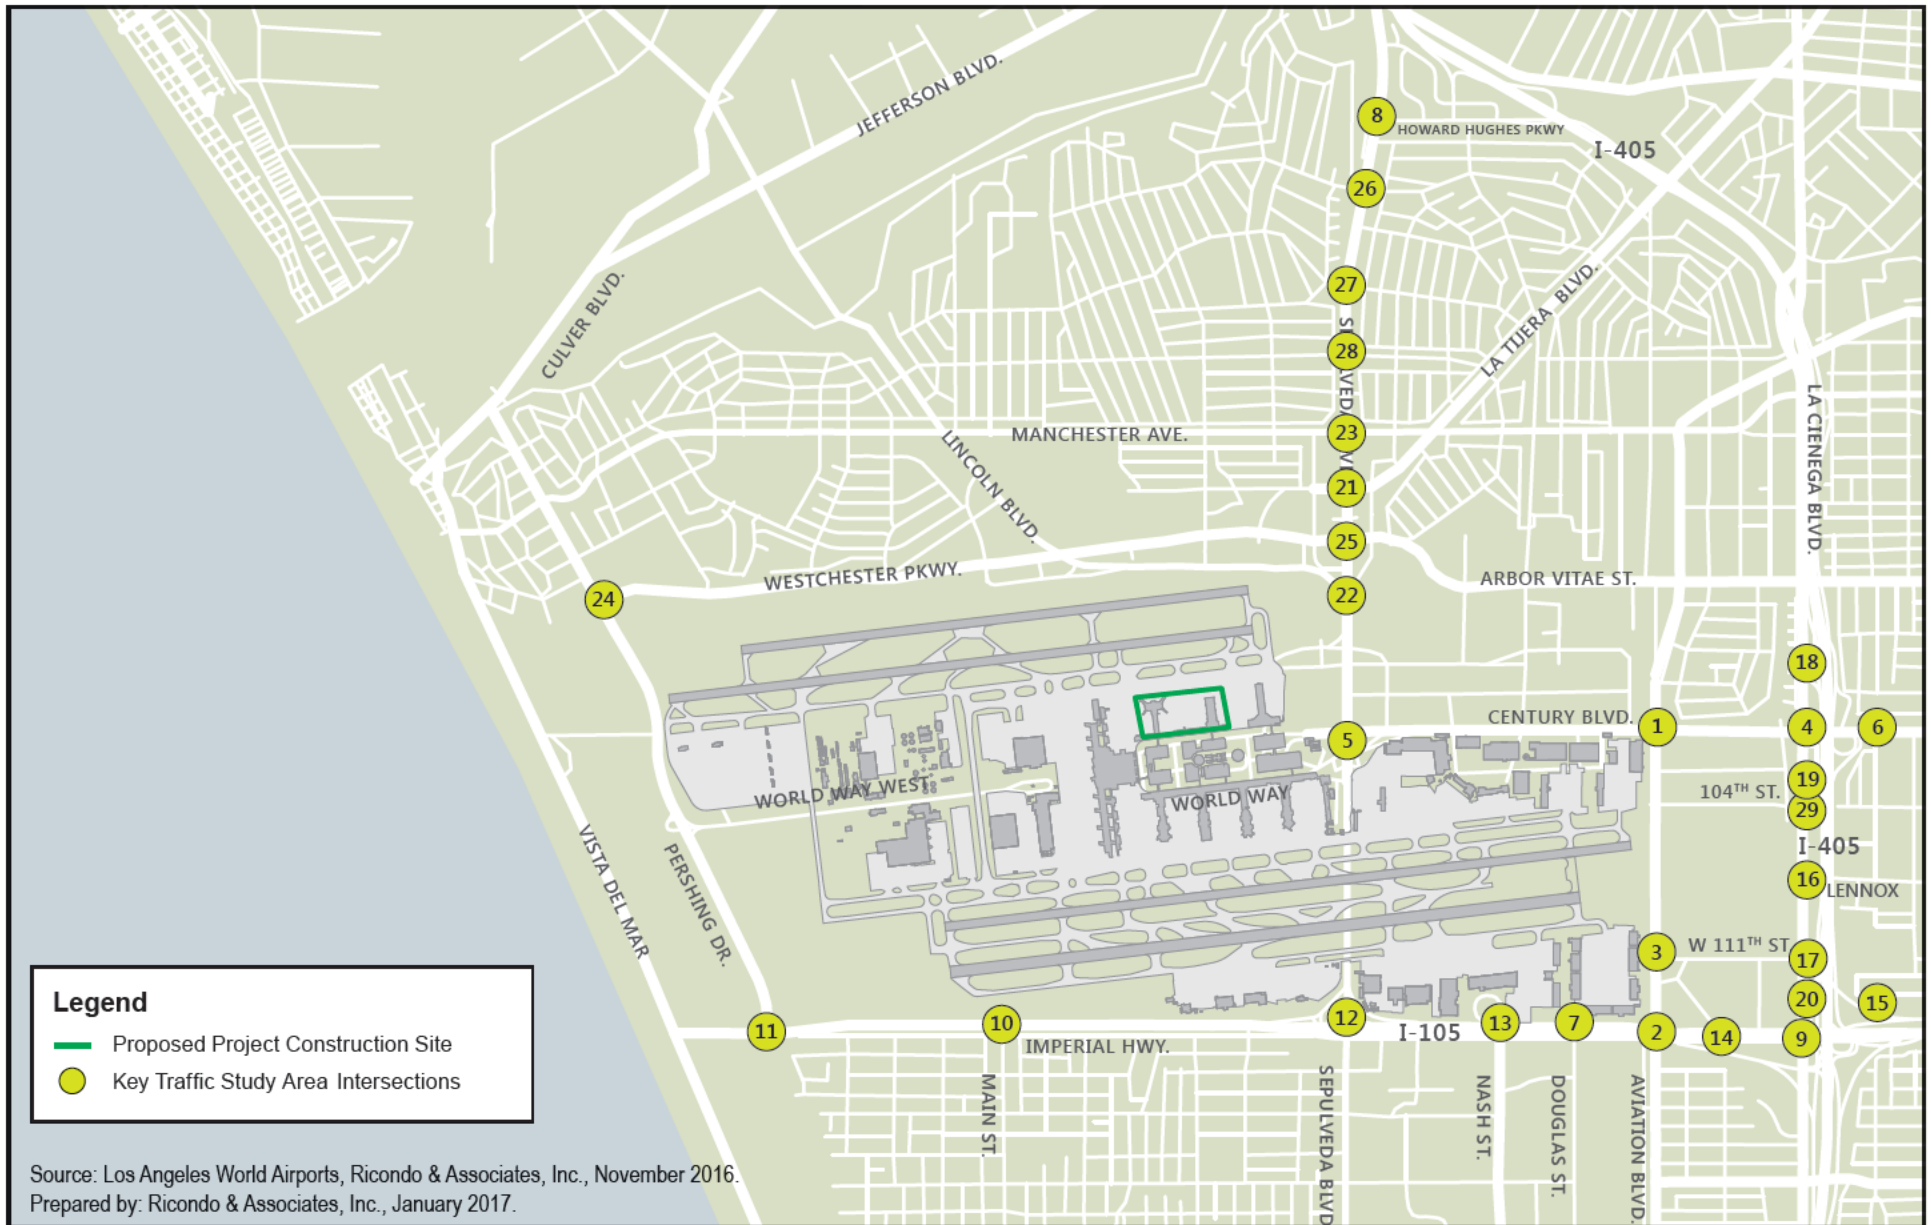 JEFFERSON BLVD.
8
HOWARD HUGHES PKWY
I-405
26
CULVER BLVD.
27
LA TIJERA BLVD.
28
MANCHESTER AVE.
23
LINCOLN BLVD.
LA CIENEGA BLVD.
21
25
WESTCHESTER PKWY.
ARBOR VITAE ST.
24
22
18
CENTURY BLVD.
1
4
6
5
19
WORLD WAY WEST
WORLD WAY
104TH ST.
29
I-405
VISTA DEL MAR
PERSHING DR.
16
LENNOX
3
W 111TH ST.
17
20
15
11
10
12
I-105
13
7
2
14
9
IMPERIAL HWY.
MAIN ST.
SEPULVEDA BLVD.
NASH ST.
DOUGLAS ST.
AVIATION BLVD.
Legend
Proposed Project Construction Site
Key Traffic Study Area Intersections
Source: Los Angeles World Airports, Ricondo & Associates, Inc., November 2016.
Prepared by: Ricondo & Associates, Inc., January 2017.